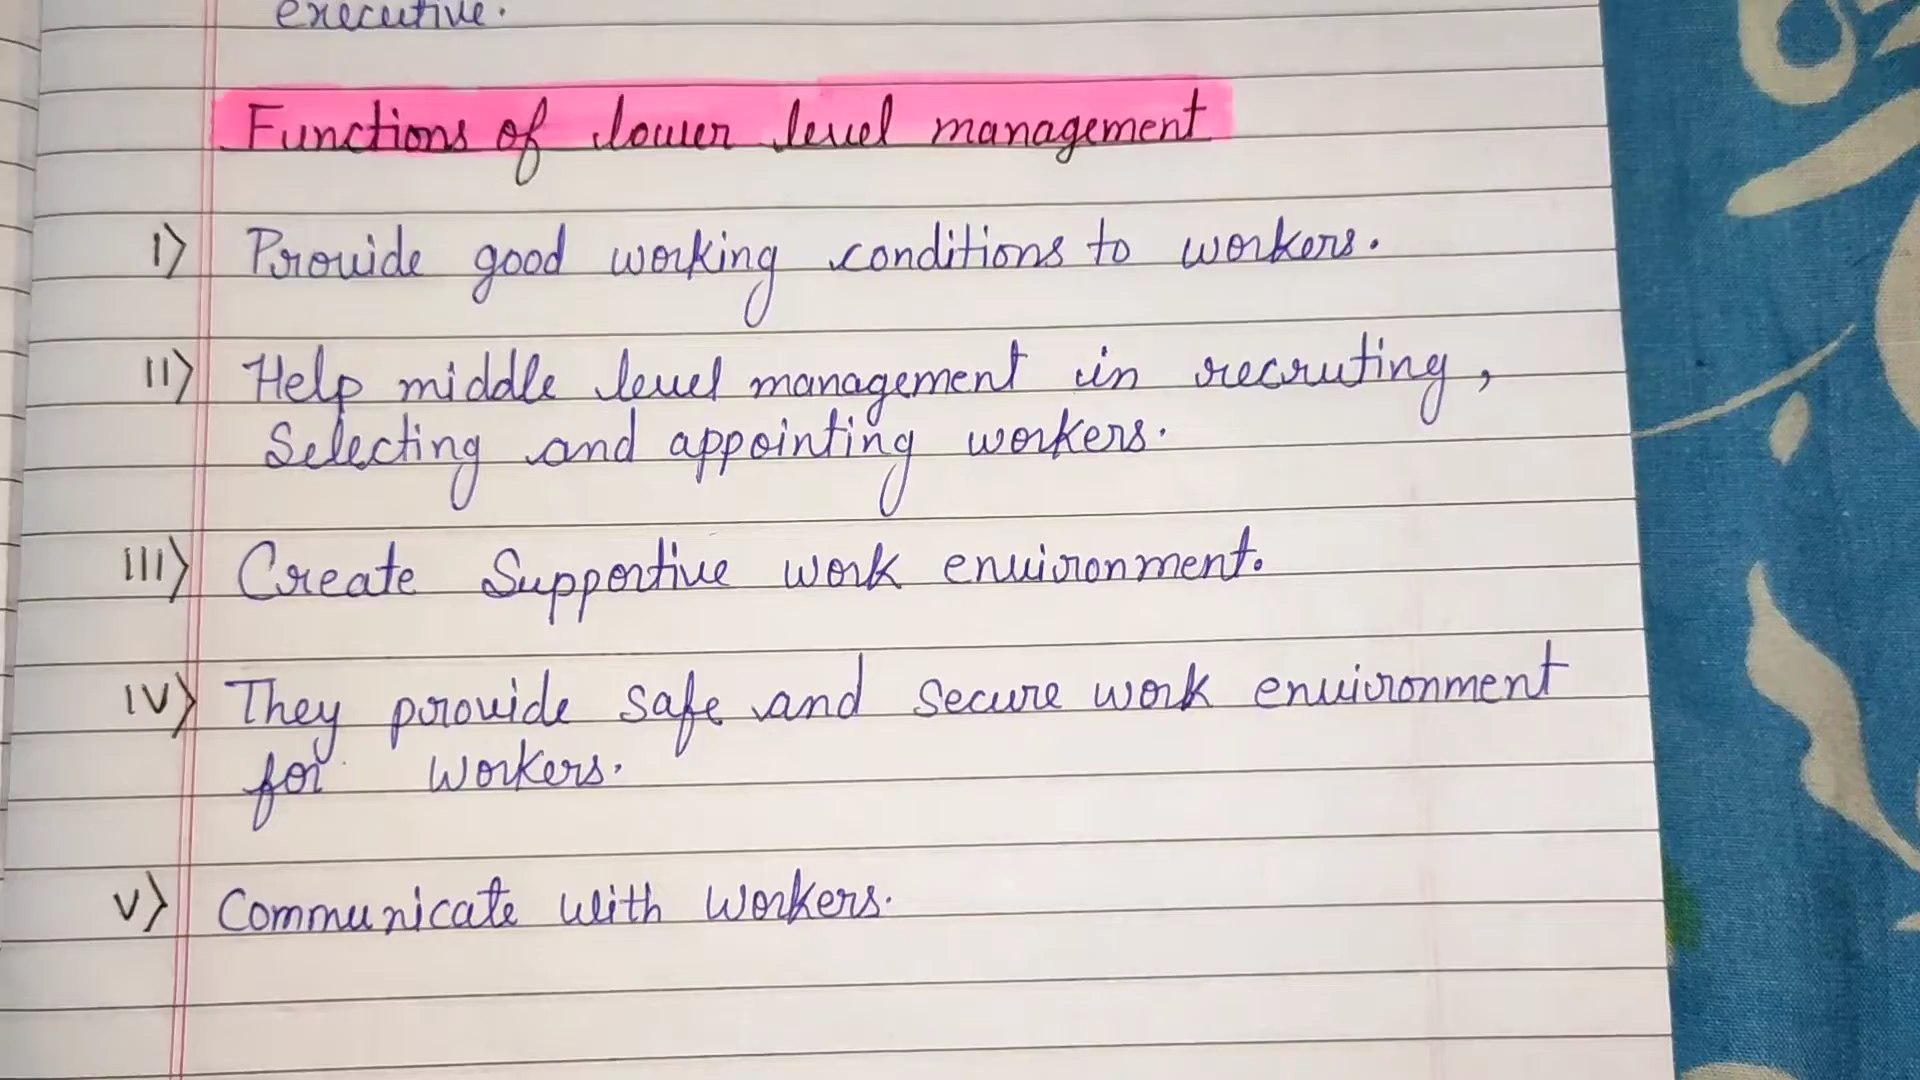 executive.
Functions of lower level management
I) Provide good working conditions to workers.
II) Help middle level management in recruting,
Selecting and appointing workers.
III) Create Supportive work environment.
IV) They provide safe and secure work environment
for workers.
V) Communicate with workers.